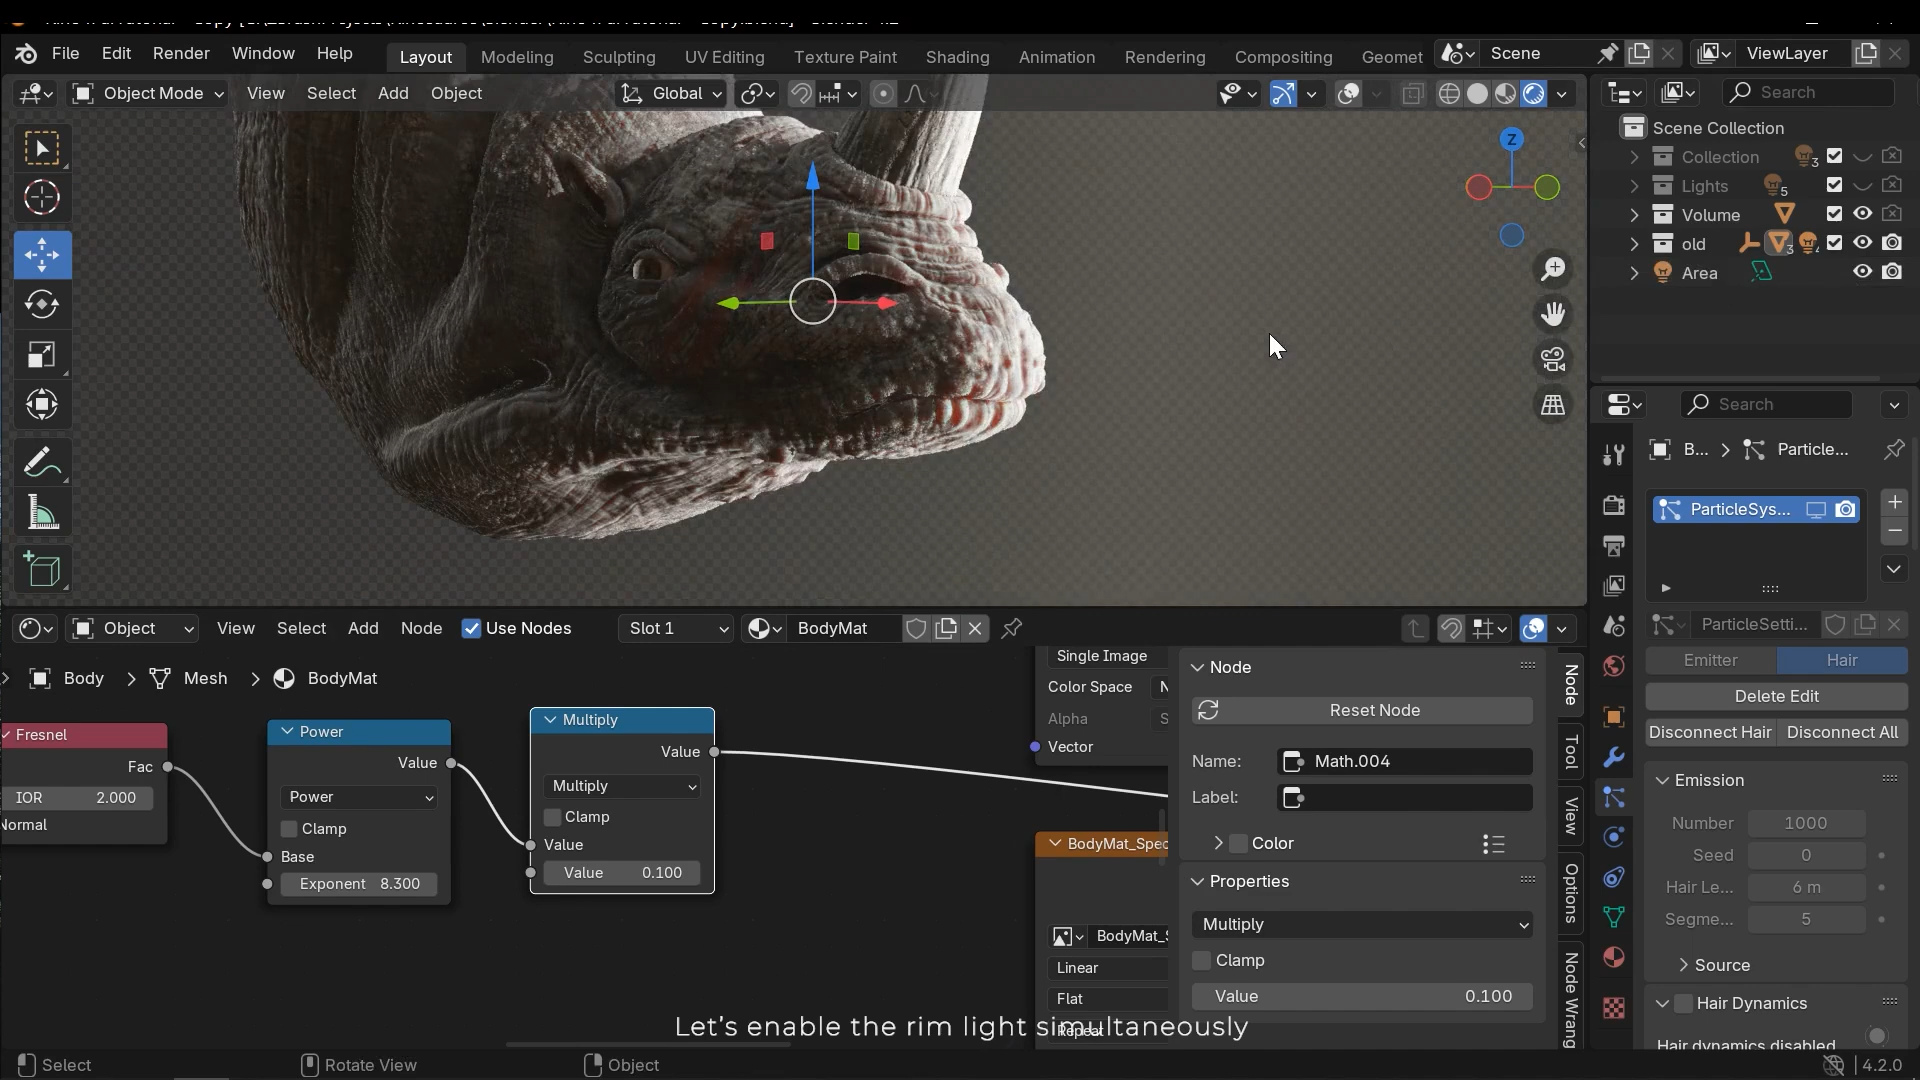 File Edit Render Window Help Layout Modeling Sculpting UV Editing Texture Paint Shading Animation Rendering Compositing Geomet Scene ViewLayer
Object Mode View Select Add Object Global Search
Z
Scene Collection
Collection 3
Lights 5
Volume
old 3
Area
Search
B... Particle...
ParticleSys...
ParticleSetti...
Emitter Hair
Delete Edit
Disconnect Hair Disconnect All
Emission
Number 1000
Seed 0
Hair Le... 6 m
Segme... 5
Source
Hair Dynamics
Hair dynamics disabled
Object View Select Add Node Use Nodes Slot 1 BodyMat
Body Mesh BodyMat
Fresnel
Fac
IOR 2.000
Normal
Power
Value
Power
Clamp
Base
Exponent 8.300
Multiply
Value
Multiply
Clamp
Value
Value 0.100
Single Image
Color Space N
Alpha S
Vector
BodyMat_Spec
BodyMat_S
Linear
Flat
Repeat
Node
Reset Node
Name: Math.004
Label:
Color
Properties
Multiply
Clamp
Value 0.100
Node
Tool
View
Options
Node Wrang
Let's enable the rim light simultaneously
Select Rotate View Object 4.2.0